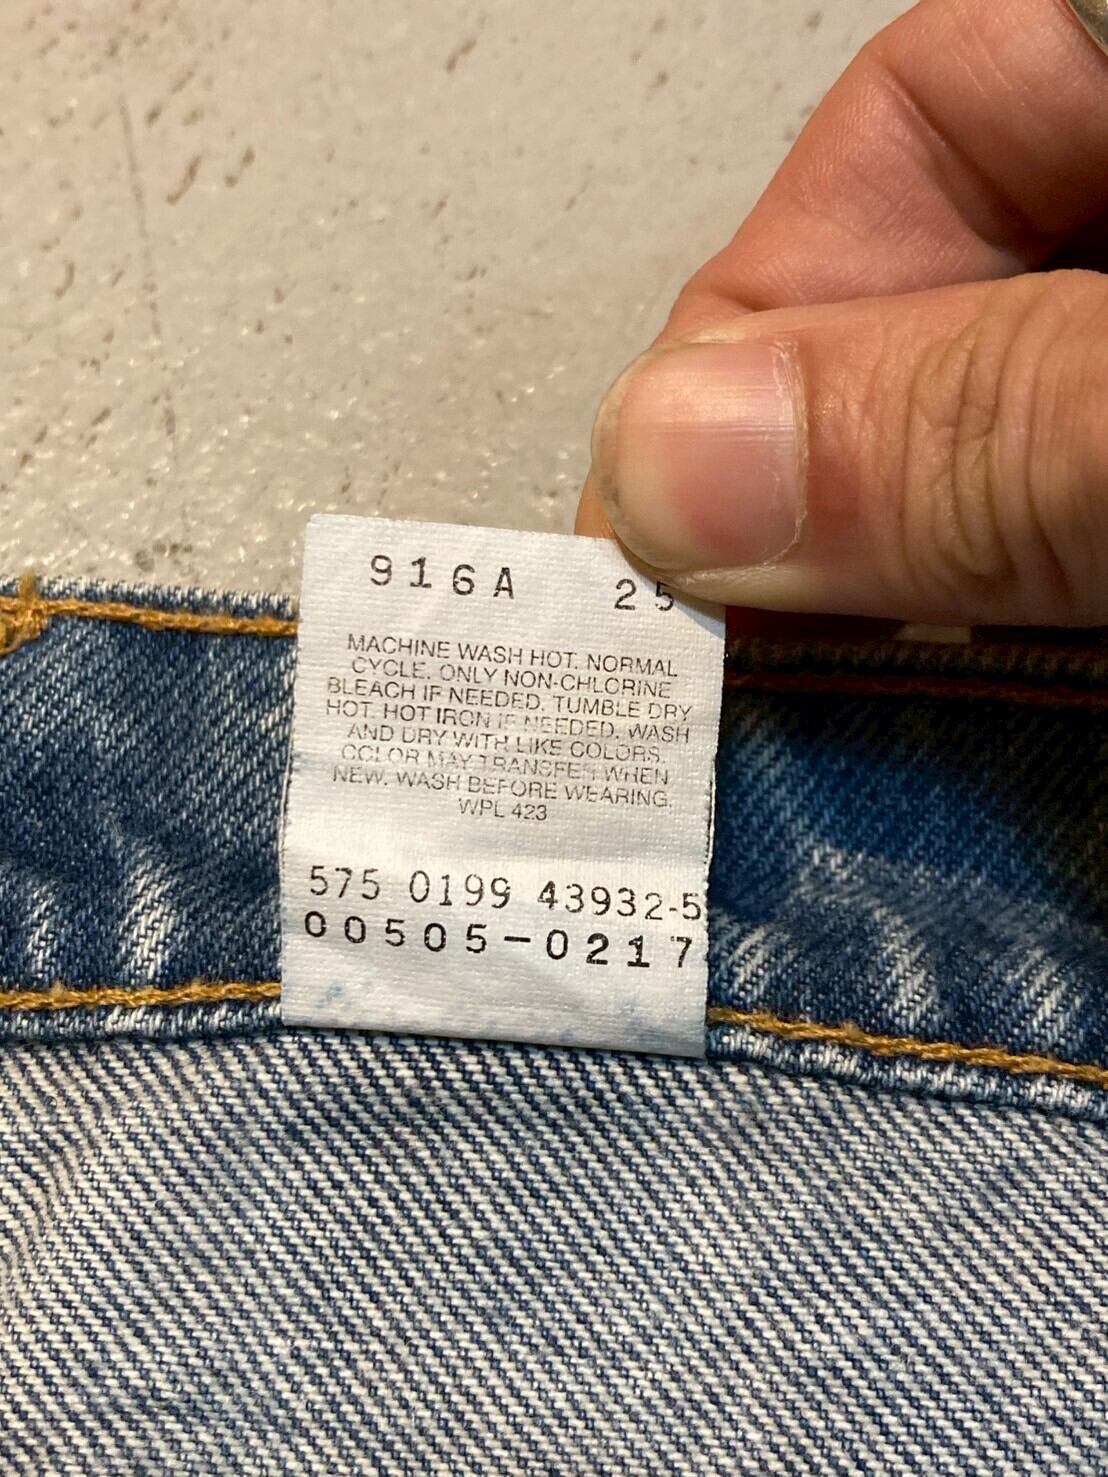 916A 25
MACHINE WASH HOT. NORMAL
CYCLE. ONLY NON-CHLORINE
BLEACH IF NEEDED. TUMBLE DRY
HOT. HOT IRON IF NEEDED. WASH
AND DRY WITH LIKE COLORS.
COLOR MAY TRANSFER WHEN
NEW. WASH BEFORE WEARING.
WPL 423
575 0199 43932-5
00505-0217